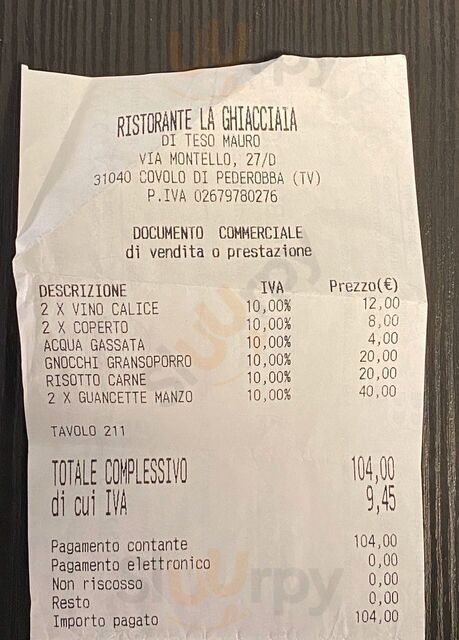 RISTORANTE LA GHIACCIAIA
DI TESO MAURO
VIA MONTELLO, 27/D
31040 COVOLO DI PEDEROBBA (TV)
P.IVA 02679780276
DOCUMENTO COMMERCIALE
di vendita o prestazione
DESCRIZIONE IVA Prezzo(€)
2 X VINO CALICE 10,00% 12,00
2 X COPERTO 10,00% 8,00
ACQUA GASSATA 10,00% 4,00
GNOCCHI GRANSOPORRO 10,00% 20,00
RISOTTO CARNE 10,00% 20,00
2 X GUANCETTE MANZO 10,00% 40,00
TAVOLO 211
TOTALE COMPLESSIVO 104,00
di cui IVA 9,45
Pagamento contante 104,00
Pagamento elettronico 0,00
Non riscosso 0,00
Resto 0,00
Importo pagato 104,00
sluurpy
sluurpy